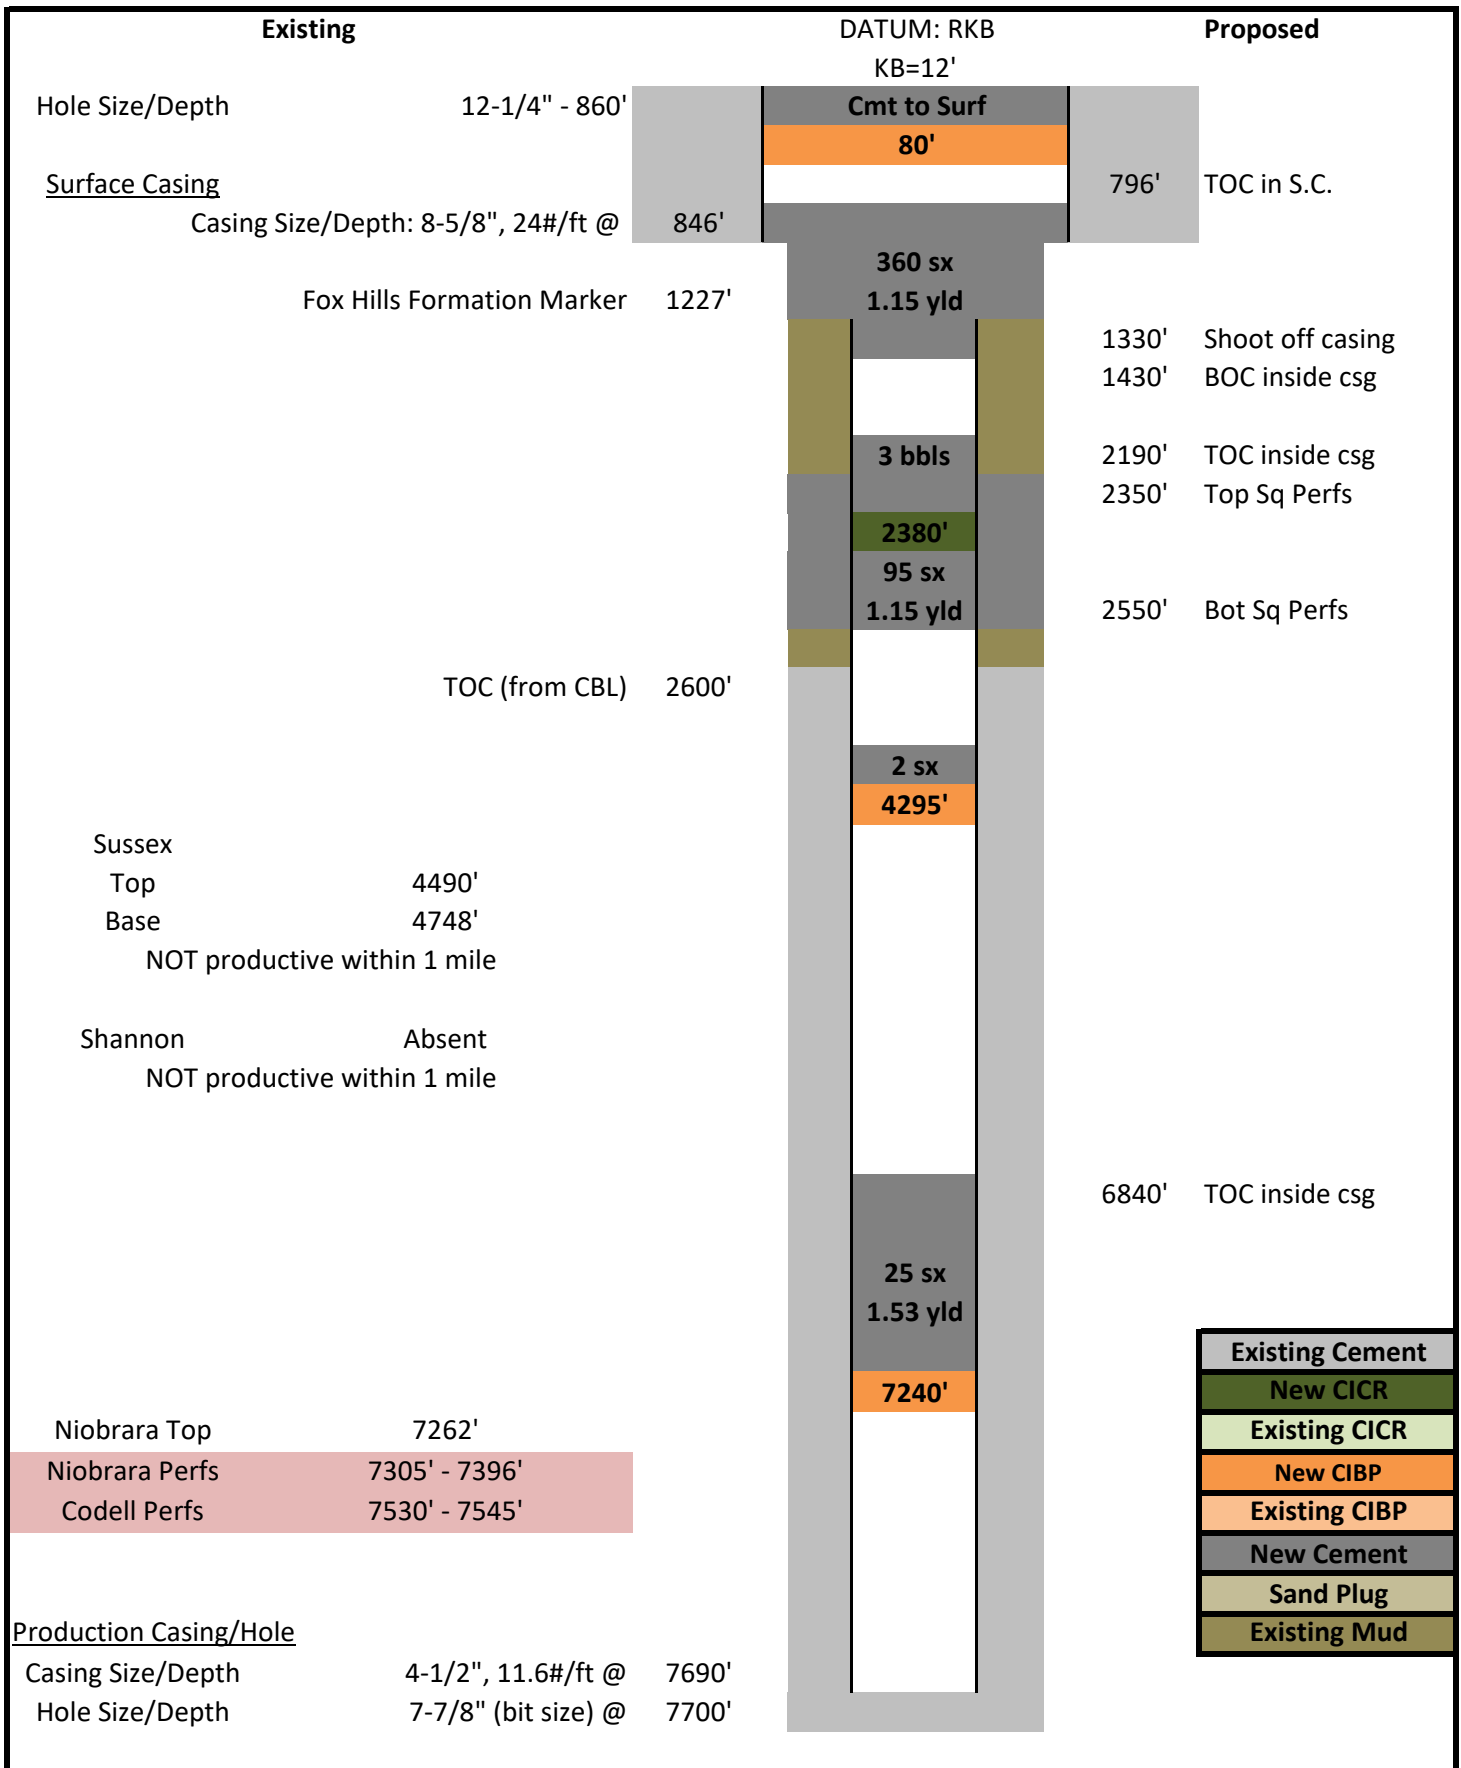 Existing DATUM: RKB Proposed
KB=12'
Hole Size/Depth 12-1/4" - 860' Cmt to Surf
80'
Surface Casing 796' TOC in S.C.
Casing Size/Depth: 8-5/8", 24#/ft @ 846'
360 sx
Fox Hills Formation Marker 1227' 1.15 yld
1330' Shoot off casing
1430' BOC inside csg
3 bbls 2190' TOC inside csg
2350' Top Sq Perfs
2380'
95 sx
1.15 yld 2550' Bot Sq Perfs
TOC (from CBL) 2600'
2 sx
4295'
Sussex
Top 4490'
Base 4748'
NOT productive within 1 mile
Shannon Absent
NOT productive within 1 mile
6840' TOC inside csg
25 sx
1.53 yld
Existing Cement
7240' New CICR
Niobrara Top 7262' Existing CICR
Niobrara Perfs 7305' - 7396' New CIBP
Codell Perfs 7530' - 7545' Existing CIBP
New Cement
Sand Plug
Production Casing/Hole Existing Mud
Casing Size/Depth 4-1/2", 11.6#/ft @ 7690'
Hole Size/Depth 7-7/8" (bit size) @ 7700'